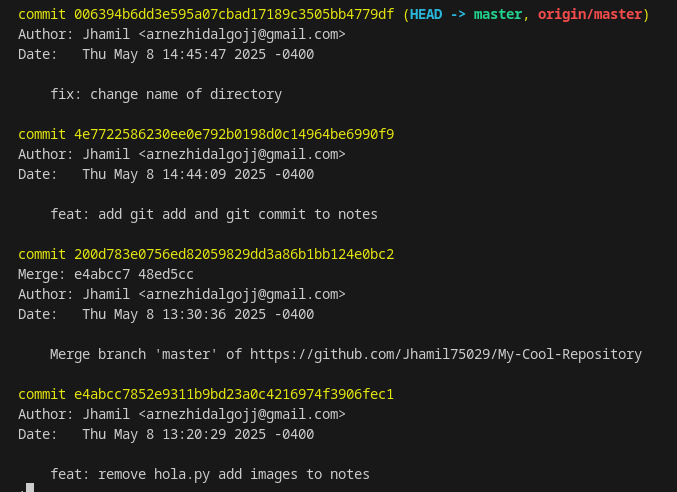 commit 006394b6dd3e595a07cbad17189c3505bb4779df (HEAD -> master, origin/master)
Author: Jhamil <arnezhidalgojj@gmail.com>
Date:   Thu May 8 14:45:47 2025 -0400
    fix: change name of directory
commit 4e7722586230ee0e792b0198d0c14964be6990f9
Author: Jhamil <arnezhidalgojj@gmail.com>
Date:   Thu May 8 14:44:09 2025 -0400
    feat: add git add and git commit to notes
commit 200d783e0756ed82059829dd3a86b1bb124e0bc2
Merge: e4abcc7 48ed5cc
Author: Jhamil <arnezhidalgojj@gmail.com>
Date:   Thu May 8 13:30:36 2025 -0400
    Merge branch 'master' of https://github.com/Jhamil75029/My-Cool-Repository
commit e4abcc7852e9311b9bd23a0c4216974f3906fec1
Author: Jhamil <arnezhidalgojj@gmail.com>
Date:   Thu May 8 13:20:29 2025 -0400
    feat: remove hola.py add images to notes